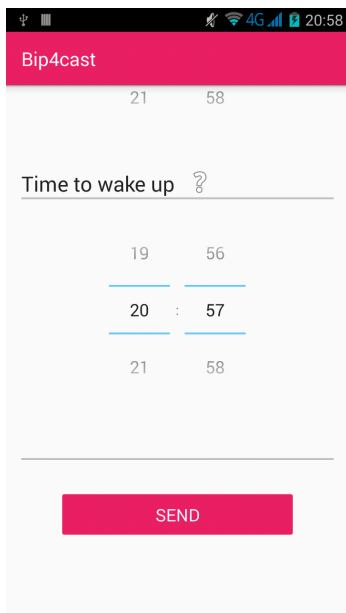 4G 20:58
Bip4cast
21 58
Time to wake up ?
19 56
20 : 57
21 58
SEND